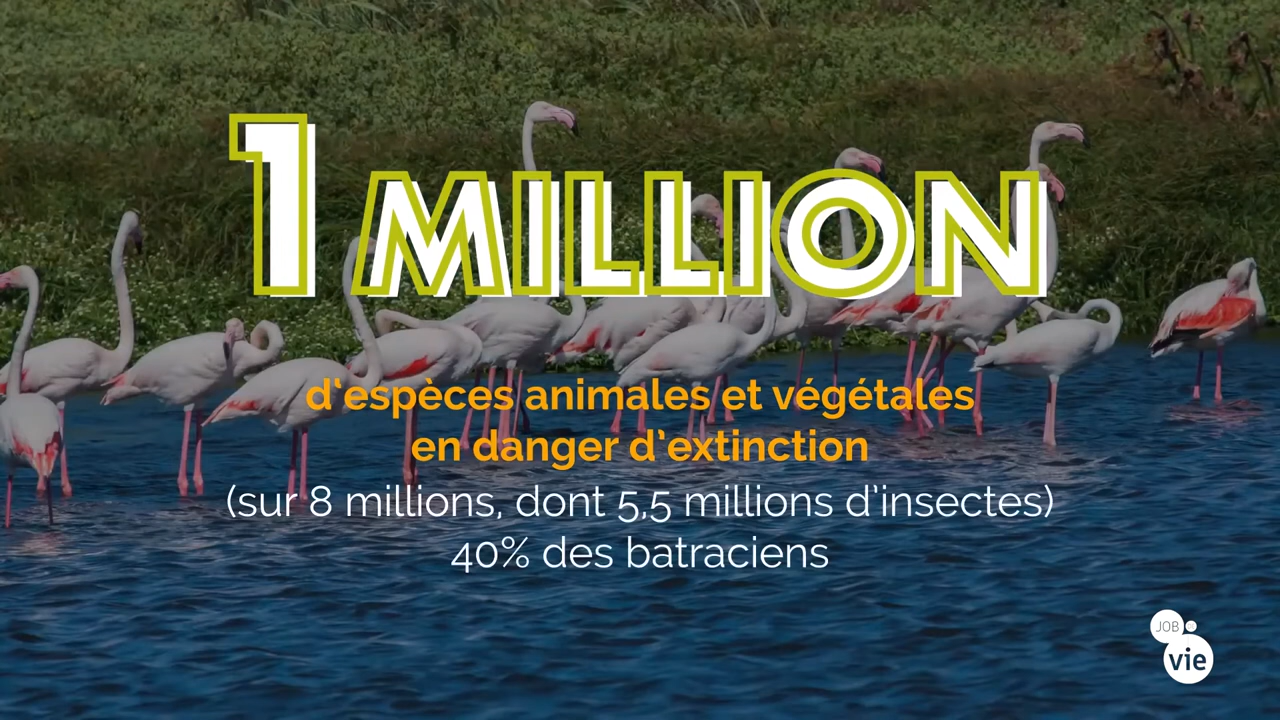 1 MILLION
d'espèces animales et végétales
en danger d'extinction
(sur 8 millions, dont 5,5 millions d'insectes)
40% des batraciens
JOB
vie